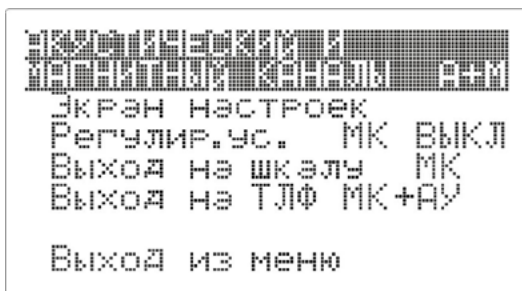 АКУСТИЧЕСКИЙ И
МАГНИТНЫЙ КАНАЛЫ А+М
Экран настроек
Регулир.ус. МК ВЫКЛ
Выход на шкалу МК
Выход на ТЛФ МК+АУ
Выход из меню